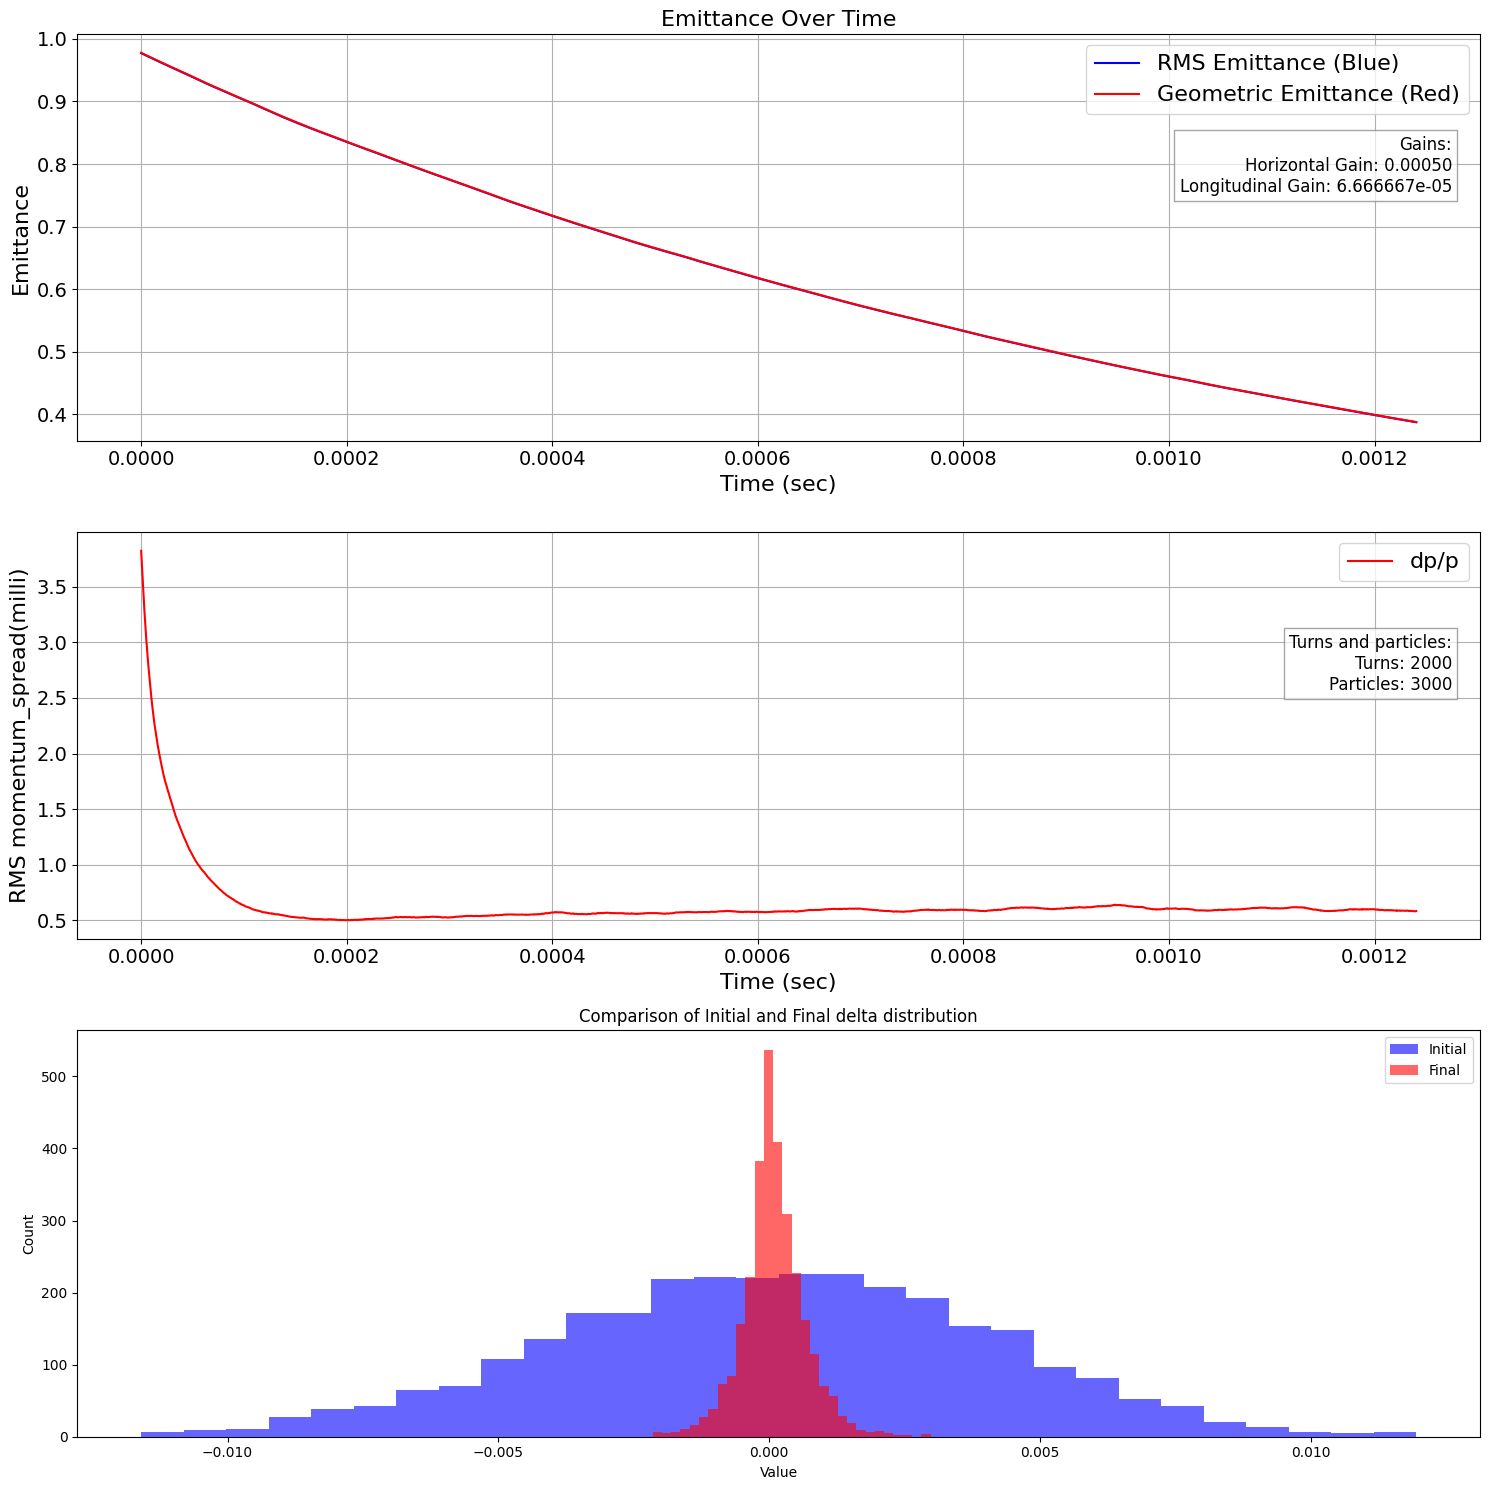 Emittance Over Time
1.0
0.9
0.8
0.7
0.6
0.5
0.4
Emittance
RMS Emittance (Blue)
Geometric Emittance (Red)
Gains:
Horizontal Gain: 0.00050
Longitudinal Gain: 6.666667e-05
0.0000 0.0002 0.0004 0.0006 0.0008 0.0010 0.0012
Time (sec)
3.5
3.0
2.5
2.0
1.5
1.0
0.5
RMS momentum_spread(milli)
dp/p
Turns and particles:
Turns: 2000
Particles: 3000
0.0000 0.0002 0.0004 0.0006 0.0008 0.0010 0.0012
Time (sec)
Comparison of Initial and Final delta distribution
500
400
300
200
100
0
Count
Initial
Final
−0.010 −0.005 0.000 0.005 0.010
Value